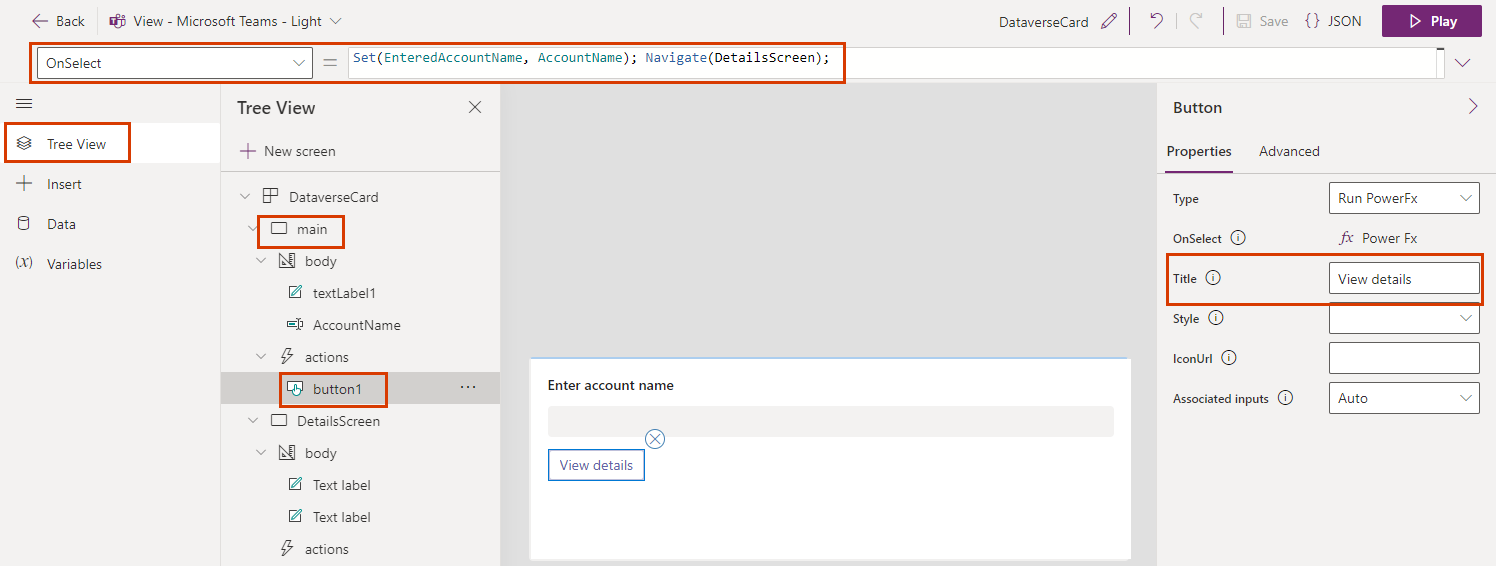 Back
View - Microsoft Teams - Light
DataverseCard
Save
{} JSON
Play
OnSelect
=
Set(EnteredAccountName, AccountName); Navigate(DetailsScreen);
Tree View
Insert
Data
(x) Variables
Tree View
New screen
DataverseCard
main
body
textLabel1
AccountName
actions
button1
...
DetailsScreen
body
Text label
Text label
actions
Enter account name
View details
Button
Properties
Advanced
Type
Run PowerFx
OnSelect
fx Power Fx
Title
View details
Style
IconUrl
Associated inputs
Auto